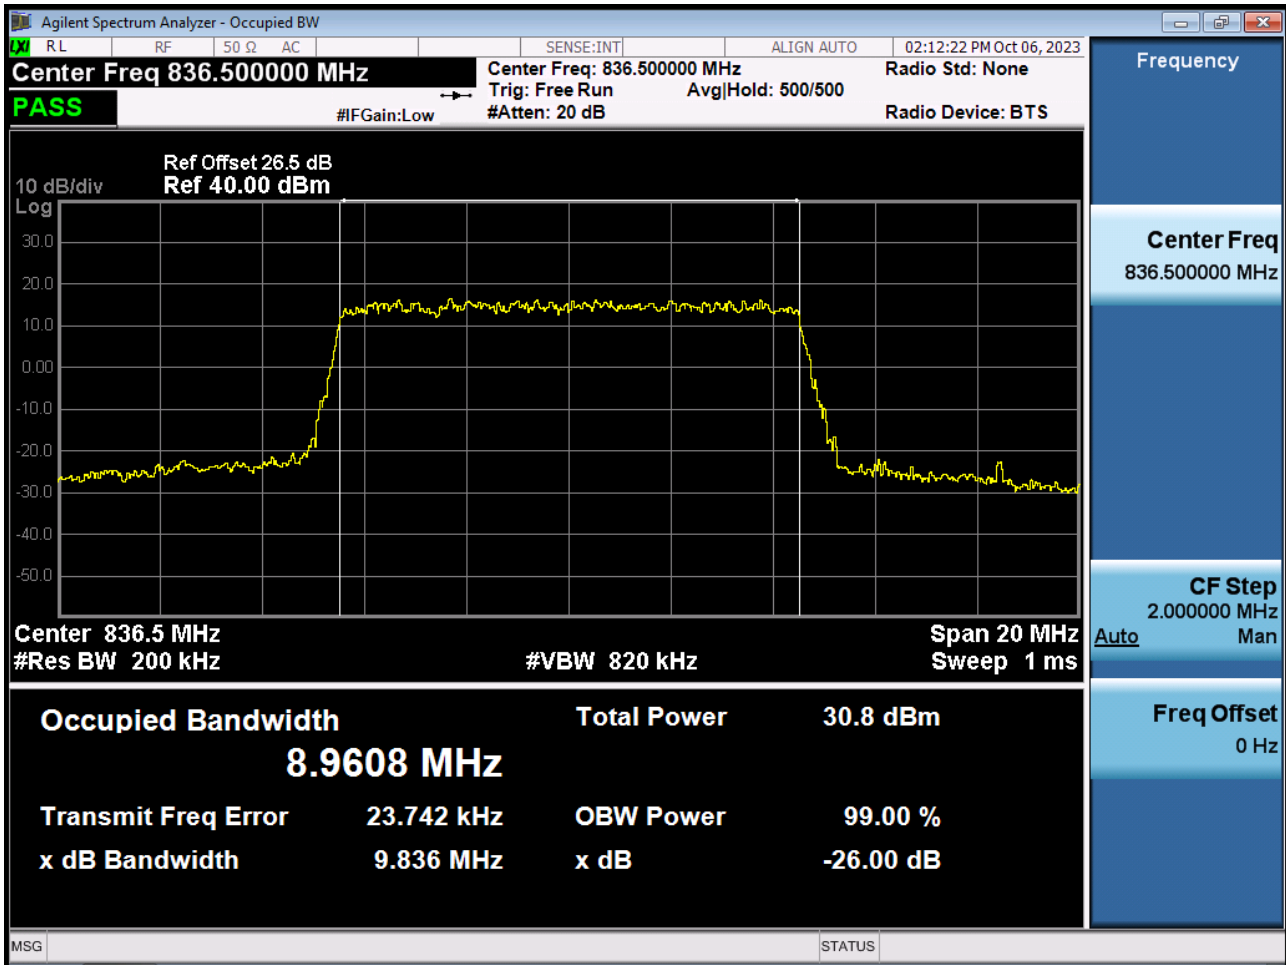 Agilent Spectrum Analyzer - Occupied BW
LXI RL RF 50 Ω AC SENSE:INT ALIGN AUTO 02:12:22 PM Oct 06, 2023
Center Freq 836.500000 MHz
Center Freq: 836.500000 MHz Radio Std: None
Trig: Free Run Avg|Hold: 500/500
PASS
#IFGain:Low #Atten: 20 dB Radio Device: BTS
Ref Offset 26.5 dB
10 dB/div Ref 40.00 dBm
Log
30.0
20.0
10.0
0.00
-10.0
-20.0
-30.0
-40.0
-50.0
Center 836.5 MHz Span 20 MHz
#Res BW 200 kHz #VBW 820 kHz Sweep 1 ms
Occupied Bandwidth Total Power 30.8 dBm
8.9608 MHz
Transmit Freq Error 23.742 kHz OBW Power 99.00 %
x dB Bandwidth 9.836 MHz x dB -26.00 dB
MSG STATUS
Frequency
Center Freq
836.500000 MHz
CF Step
2.000000 MHz
Auto Man
Freq Offset
0 Hz